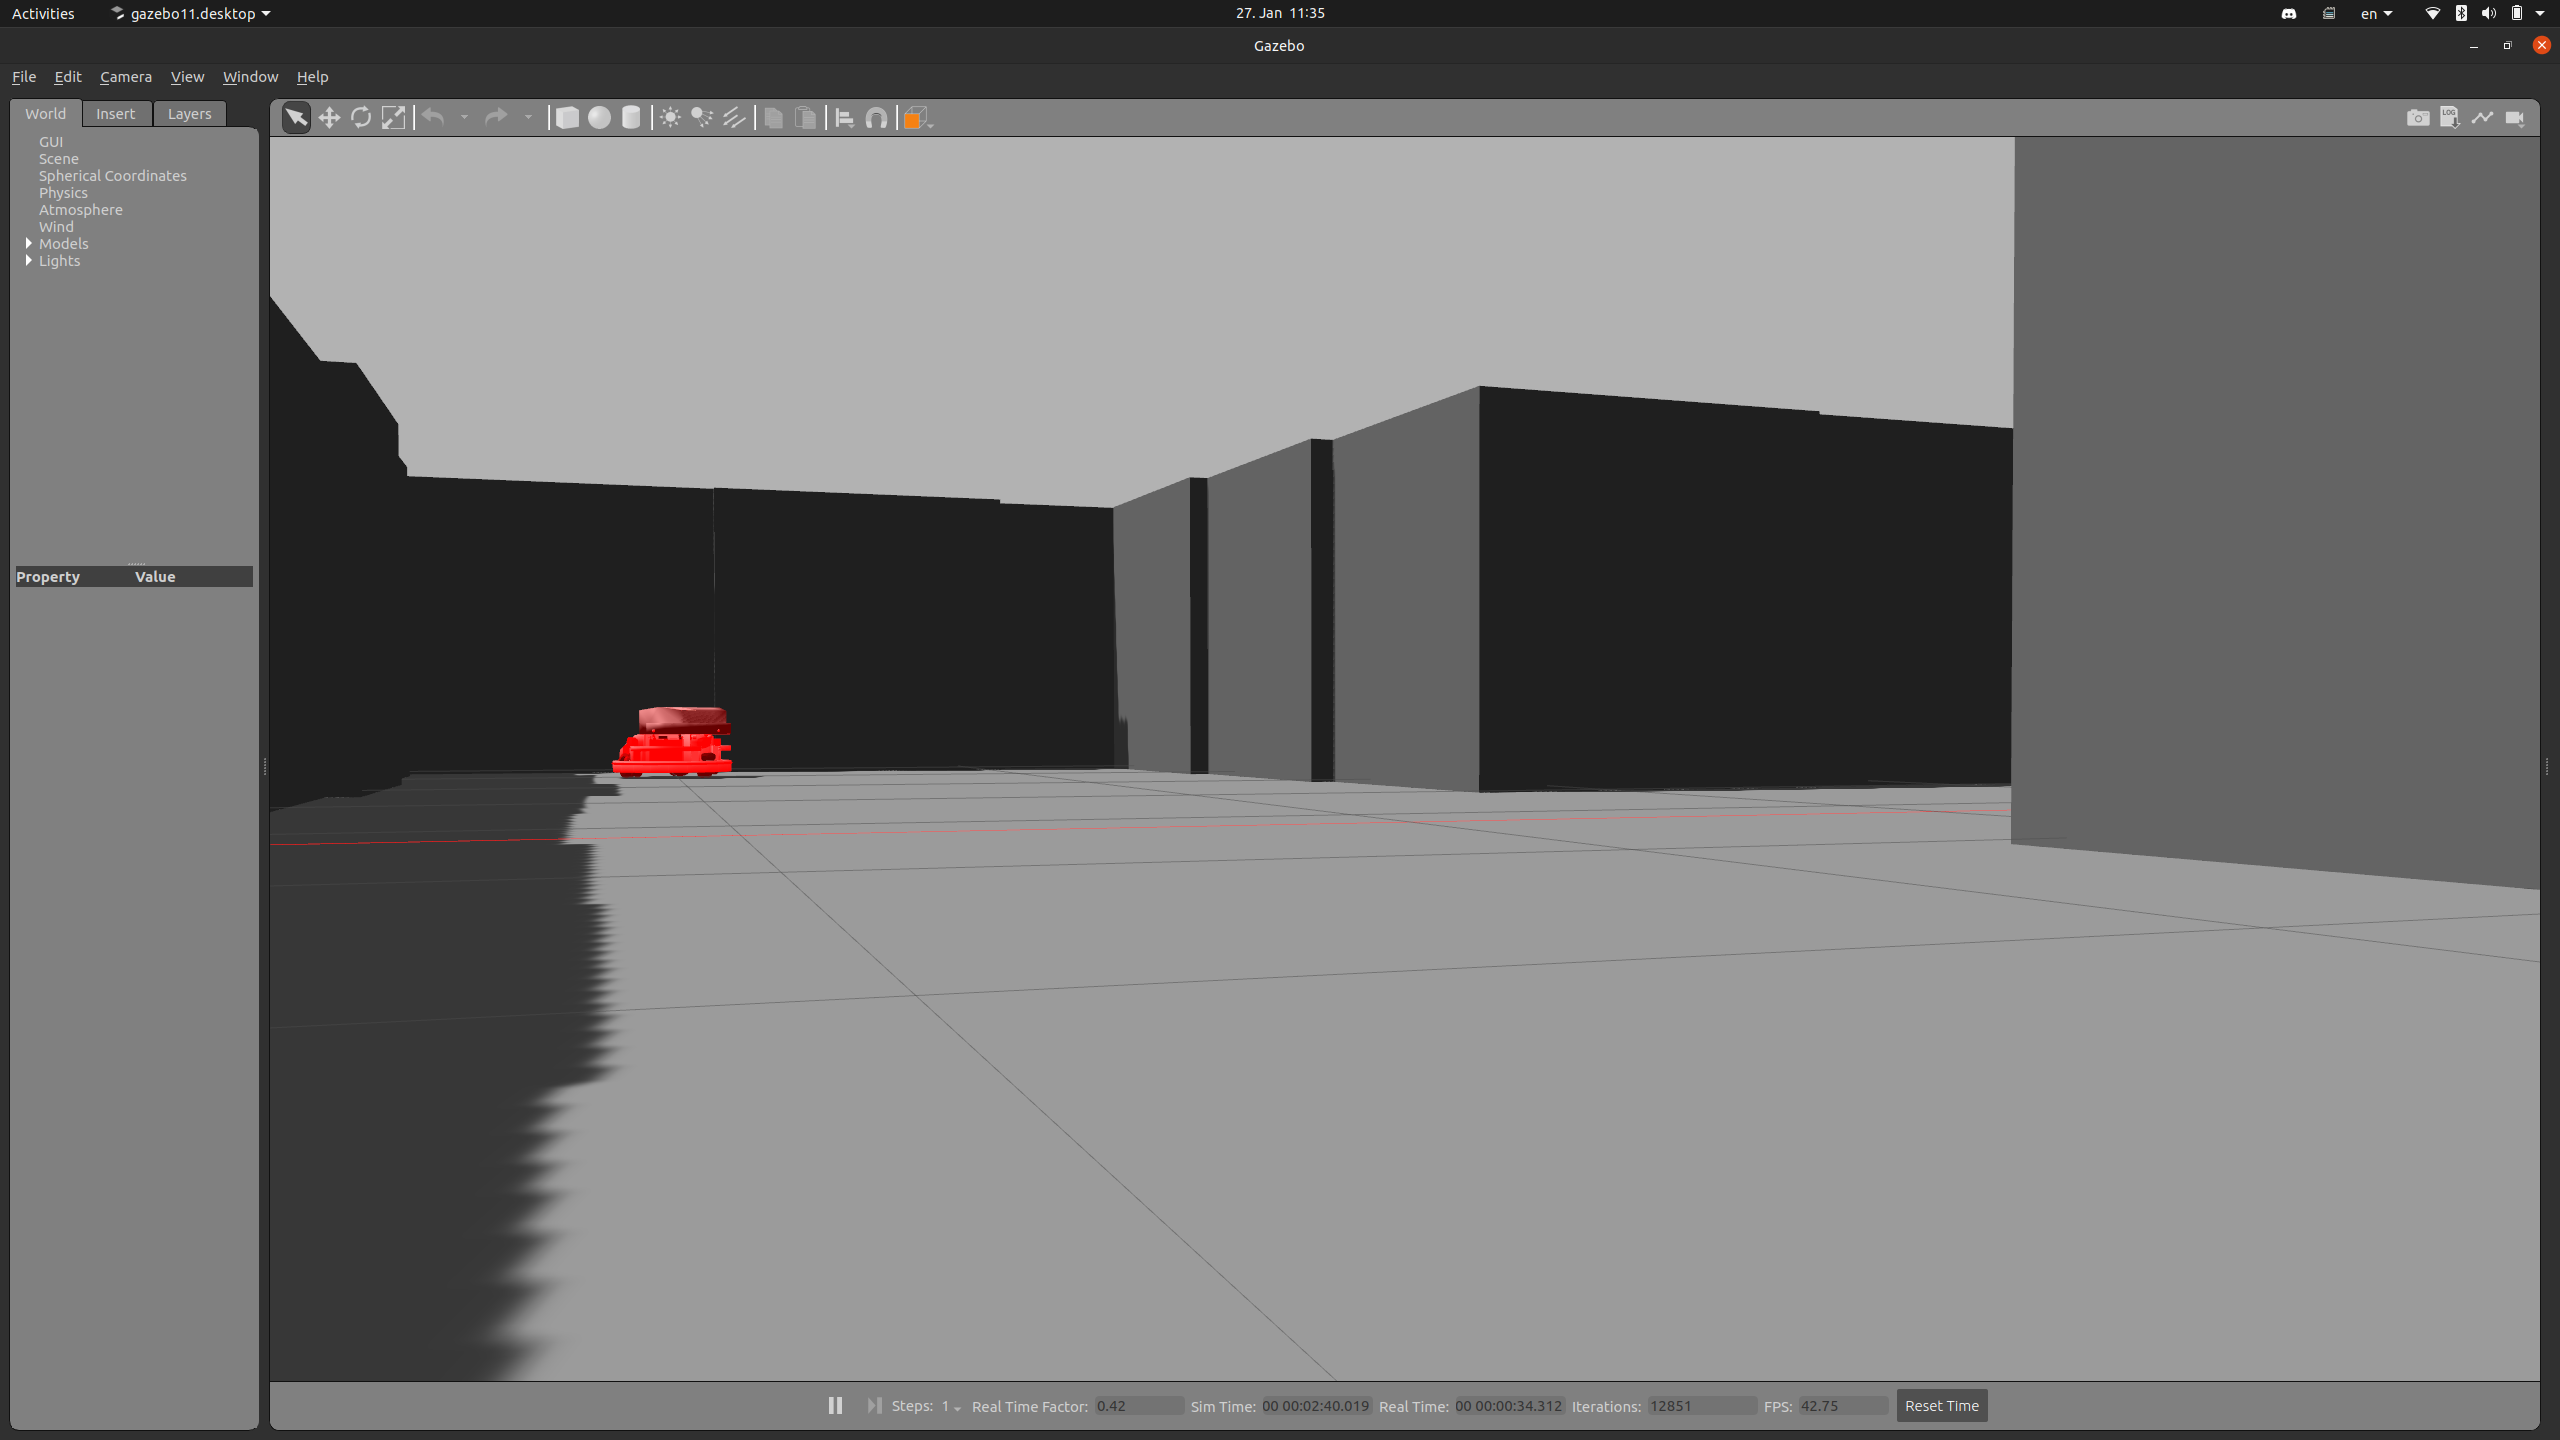 Activities gazebo11.desktop 27. Jan 11:35 en
Gazebo
File Edit Camera View Window Help
World Insert Layers
LOG
GUI
Scene
Spherical Coordinates
Physics
Atmosphere
Wind
Models
Lights
Property Value
Steps: 1 Real Time Factor: 0.42 Sim Time: 00 00:02:40.019 Real Time: 00 00:00:34.312 Iterations: 12851 FPS: 42.75 Reset Time